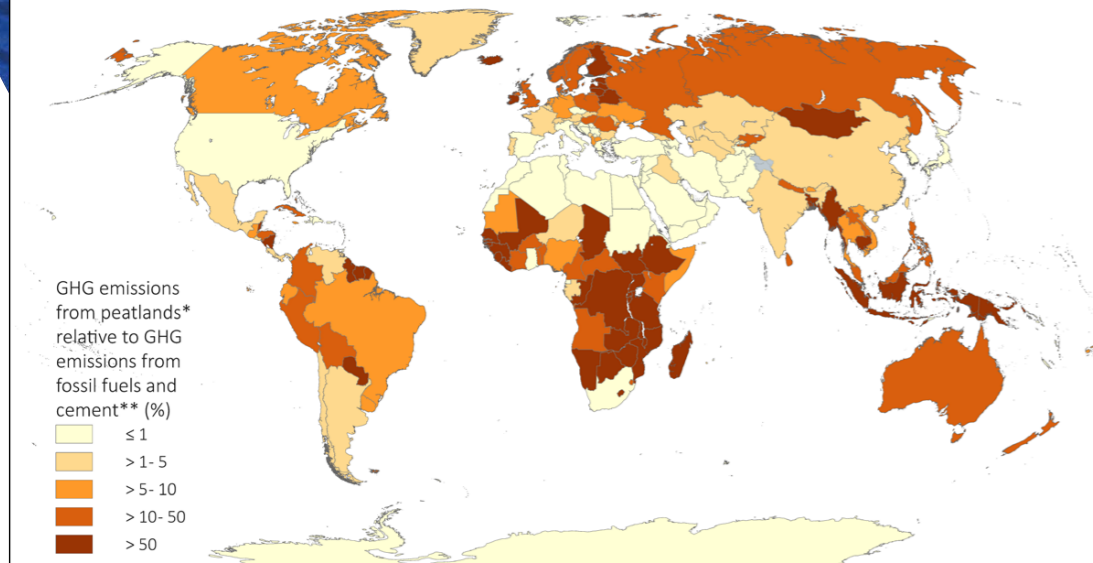 GHG emissions
from peatlands*
relative to GHG
emissions from
fossil fuels and
cement** (%)
≤ 1
> 1- 5
> 5- 10
> 10- 50
> 50